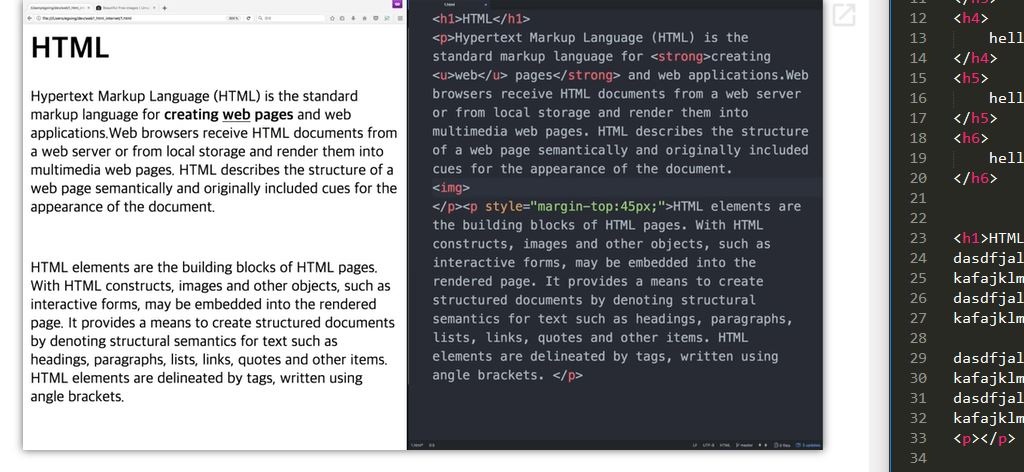 HTML
Hypertext Markup Language (HTML) is the standard
markup language for creating web pages and web
applications.Web browsers receive HTML documents from
a web server or from local storage and render them into
multimedia web pages. HTML describes the structure of a
web page semantically and originally included cues for the
appearance of the document.
HTML elements are the building blocks of HTML pages.
With HTML constructs, images and other objects, such as
interactive forms, may be embedded into the rendered
page. It provides a means to create structured documents
by denoting structural semantics for text such as
headings, paragraphs, lists, links, quotes and other items.
HTML elements are delineated by tags, written using
angle brackets.
1.html
<h1>HTML</h1>
<p>Hypertext Markup Language (HTML) is the
standard markup language for <strong>creating
<u>web</u> pages</strong> and web applications.Web
browsers receive HTML documents from a web server
or from local storage and render them into
multimedia web pages. HTML describes the structure
of a web page semantically and originally included
cues for the appearance of the document.
<img>
</p><p style="margin-top:45px;">HTML elements are
the building blocks of HTML pages. With HTML
constructs, images and other objects, such as
interactive forms, may be embedded into the
rendered page. It provides a means to create
structured documents by denoting structural
semantics for text such as headings, paragraphs,
lists, links, quotes and other items. HTML
elements are delineated by tags, written using
angle brackets. </p>
11 </h3>
12 <h4>
13 hell
14 </h4>
15 <h5>
16 hell
17 </h5>
18 <h6>
19 hell
20 </h6>
21
22
23 <h1>HTML
24 dasdfjal
25 kafajklm
26 dasdfjal
27 kafajklm
28
29 dasdfjal
30 kafajklm
31 dasdfjal
32 kafajklm
33 <p></p>
34